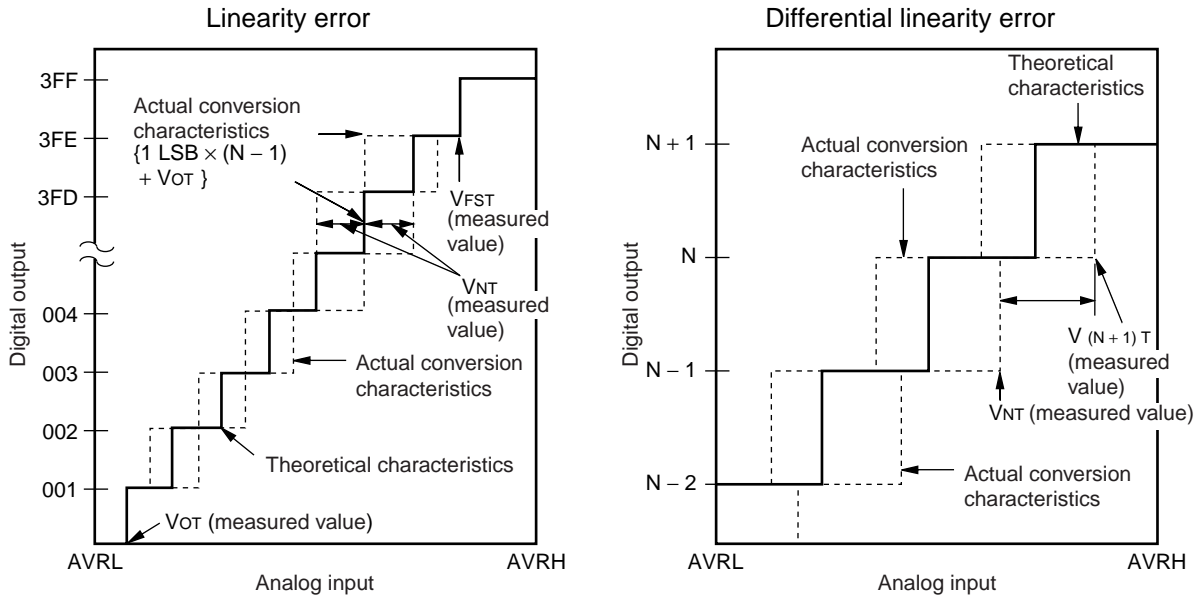 Linearity error
3FF
3FE
3FD
004
003
002
001
Digital output
Actual conversion
characteristics
{1 LSB × (N – 1)
+ VOT }
VFST
(measured
value)
VNT
(measured
value)
Actual conversion
characteristics
Theoretical characteristics
VOT (measured value)
AVRL
AVRH
Analog input
Differential linearity error
N + 1
N
N – 1
N – 2
Digital output
Theoretical
characteristics
Actual conversion
characteristics
V (N + 1) T
(measured
value)
VNT (measured value)
Actual conversion
characteristics
AVRL
AVRH
Analog input